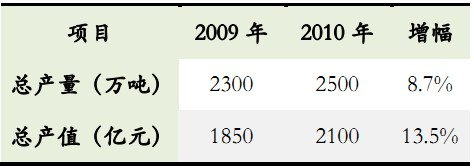 项目 2009 年 2010 年 增幅
总产量（万吨） 2300 2500 8.7%
总产值（亿元） 1850 2100 13.5%